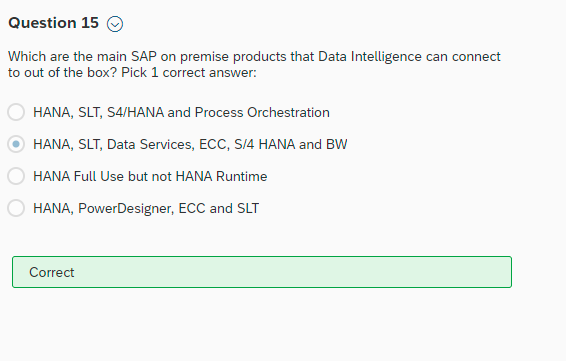 Question 15
Which are the main SAP on premise products that Data Intelligence can connect
to out of the box? Pick 1 correct answer:
HANA, SLT, S4/HANA and Process Orchestration
HANA, SLT, Data Services, ECC, S/4 HANA and BW
HANA Full Use but not HANA Runtime
HANA, PowerDesigner, ECC and SLT
Correct